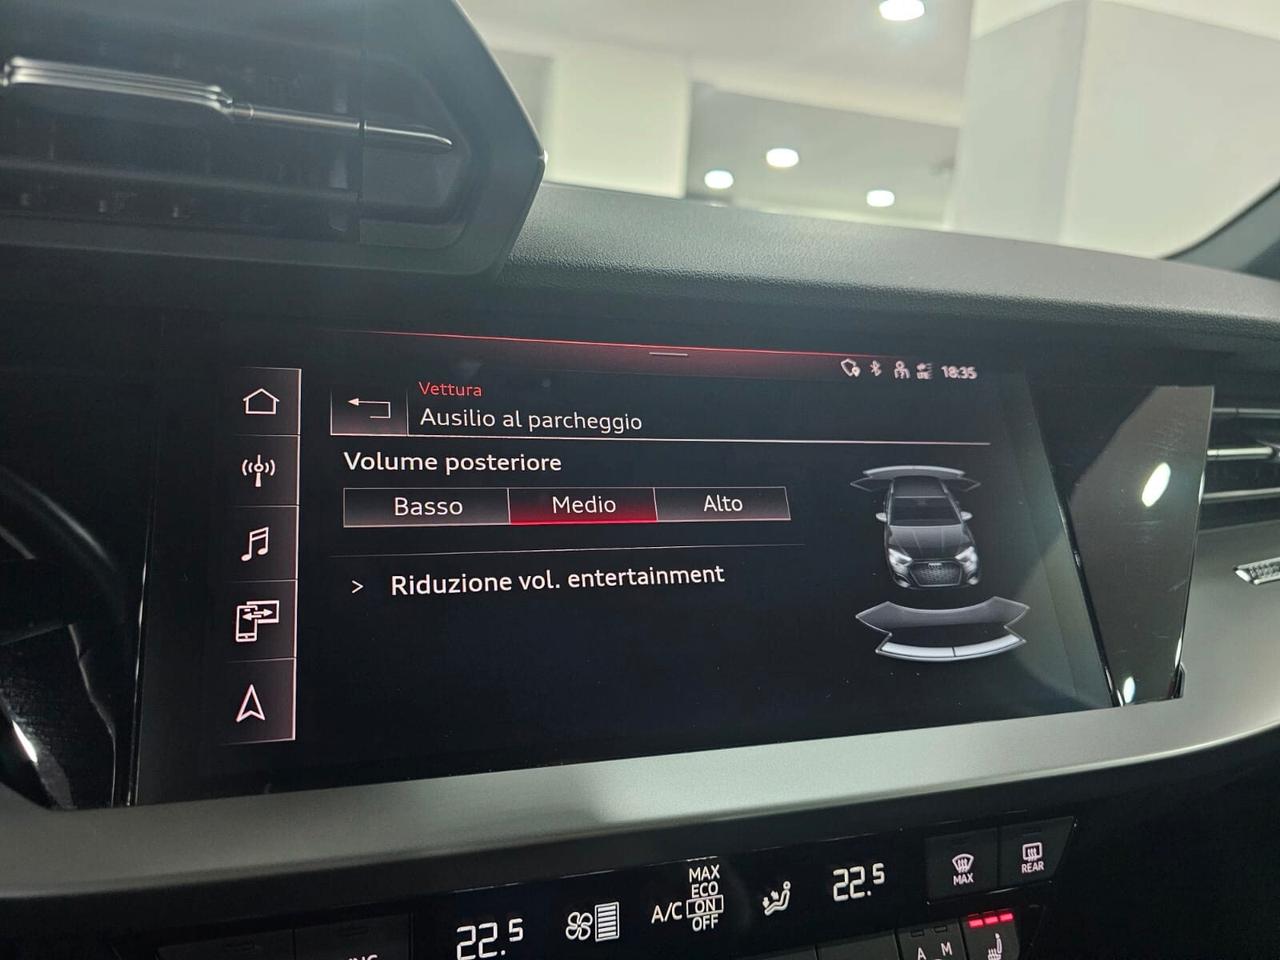 18:35
Vettura
Ausilio al parcheggio
Volume posteriore
Basso Medio Alto
> Riduzione vol. entertainment
MAX
ECO
A/C ON
OFF
22.5
22.5
MAX
REAR
A M